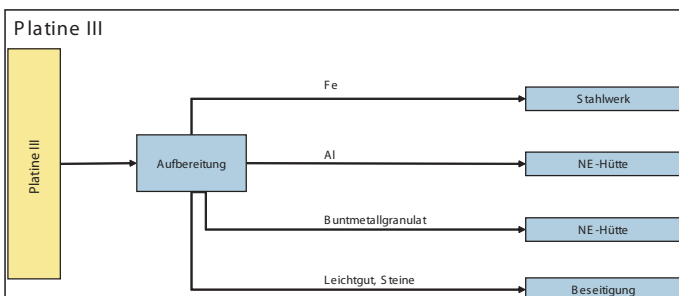 Platine III
Platine III
Fe
Stahlwerk
Aufbereitung
Al
NE-Hütte
Buntmetallgranulat
NE-Hütte
Leichtgut, Steine
Beseitigung